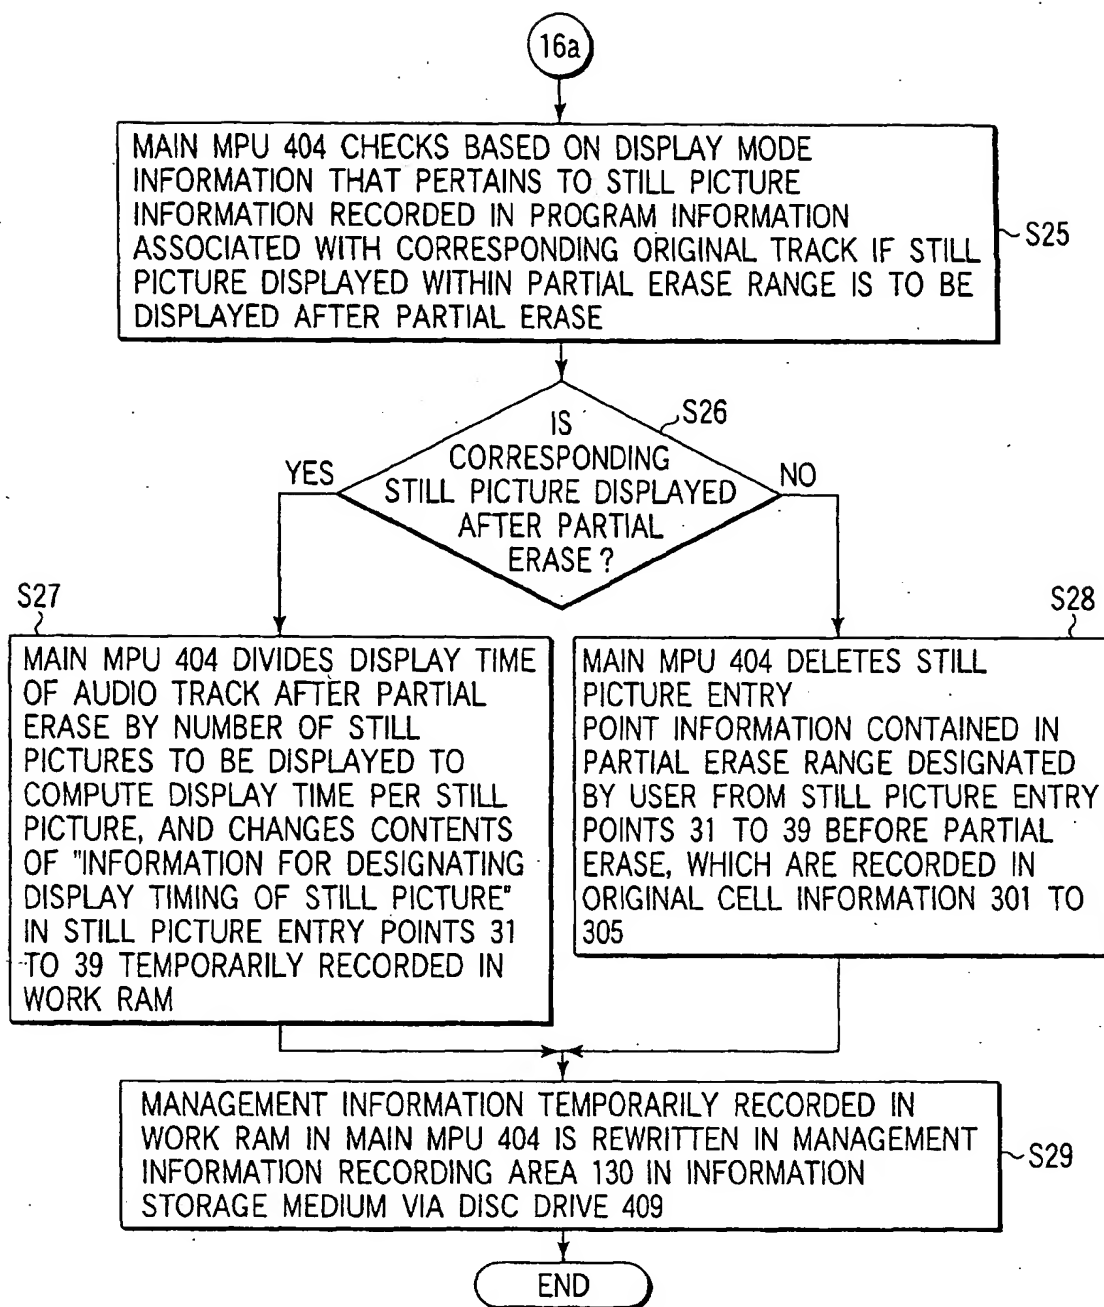 16a
MAIN MPU 404 CHECKS BASED ON DISPLAY MODE
INFORMATION THAT PERTAINS TO STILL PICTURE
INFORMATION RECORDED IN PROGRAM INFORMATION
ASSOCIATED WITH CORRESPONDING ORIGINAL TRACK IF STILL
PICTURE DISPLAYED WITHIN PARTIAL ERASE RANGE IS TO BE
DISPLAYED AFTER PARTIAL ERASE
S25
S26
IS
CORRESPONDING
STILL PICTURE DISPLAYED
AFTER PARTIAL
ERASE?
YES
NO
S27
MAIN MPU 404 DIVIDES DISPLAY TIME
OF AUDIO TRACK AFTER PARTIAL
ERASE BY NUMBER OF STILL
PICTURES TO BE DISPLAYED TO
COMPUTE DISPLAY TIME PER STILL
PICTURE, AND CHANGES CONTENTS
OF "INFORMATION FOR DESIGNATING
DISPLAY TIMING OF STILL PICTURE"
IN STILL PICTURE ENTRY POINTS 31
TO 39 TEMPORARILY RECORDED IN
WORK RAM
S28
MAIN MPU 404 DELETES STILL
PICTURE ENTRY
POINT INFORMATION CONTAINED IN
PARTIAL ERASE RANGE DESIGNATED
BY USER FROM STILL PICTURE ENTRY
POINTS 31 TO 39 BEFORE PARTIAL
ERASE, WHICH ARE RECORDED IN
ORIGINAL CELL INFORMATION 301 TO
305
MANAGEMENT INFORMATION TEMPORARILY RECORDED IN
WORK RAM IN MAIN MPU 404 IS REWRITTEN IN MANAGEMENT
INFORMATION RECORDING AREA 130 IN INFORMATION
STORAGE MEDIUM VIA DISC DRIVE 409
S29
END